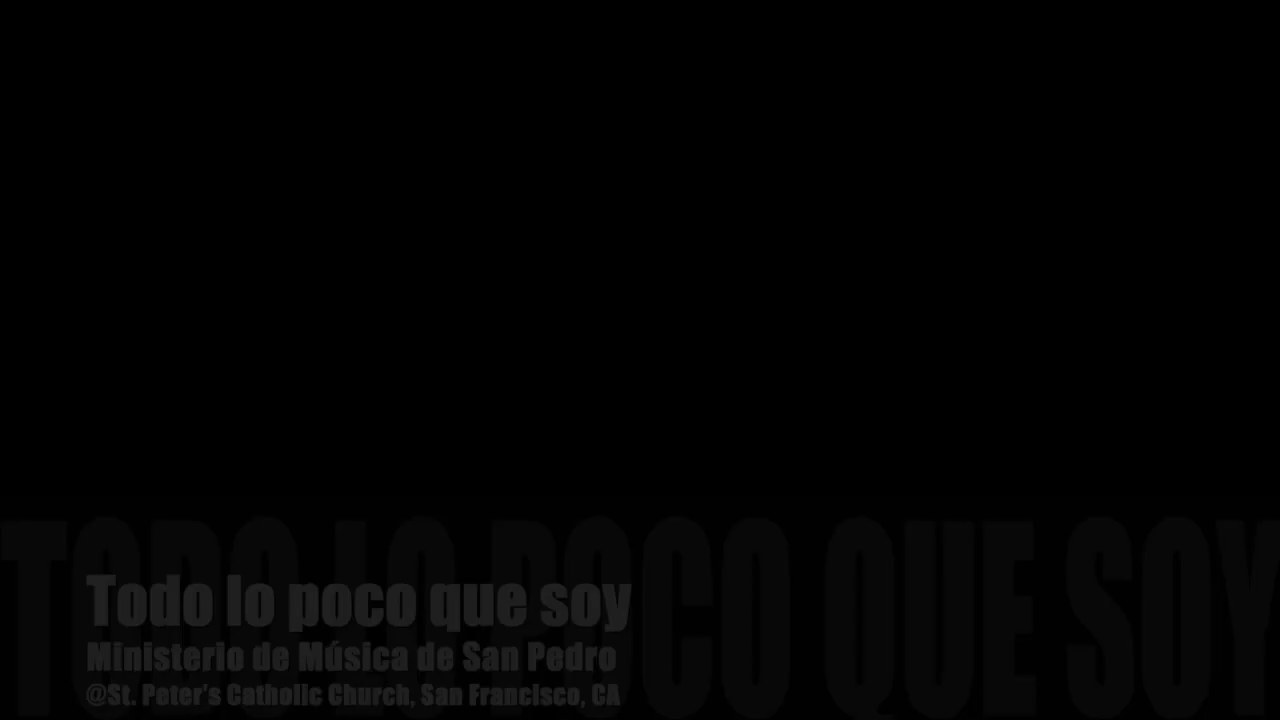 TODO LO POCO QUE SOY
Todo lo poco que soy
Ministerio de Música de San Pedro
@St. Peter's Catholic Church, San Francisco, CA